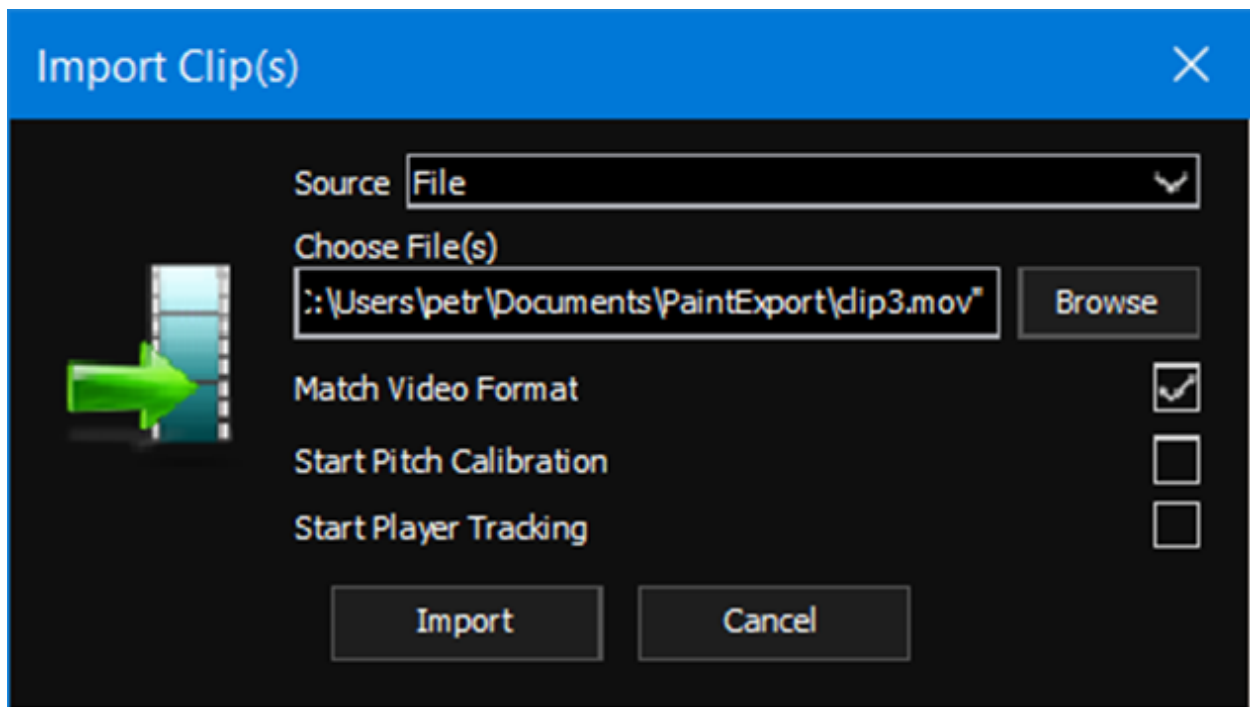 Import Clip(s)
Source File
Choose File(s)
:\Users\petr\Documents\PaintExport\clip3.mov" Browse
Match Video Format
Start Pitch Calibration
Start Player Tracking
Import Cancel